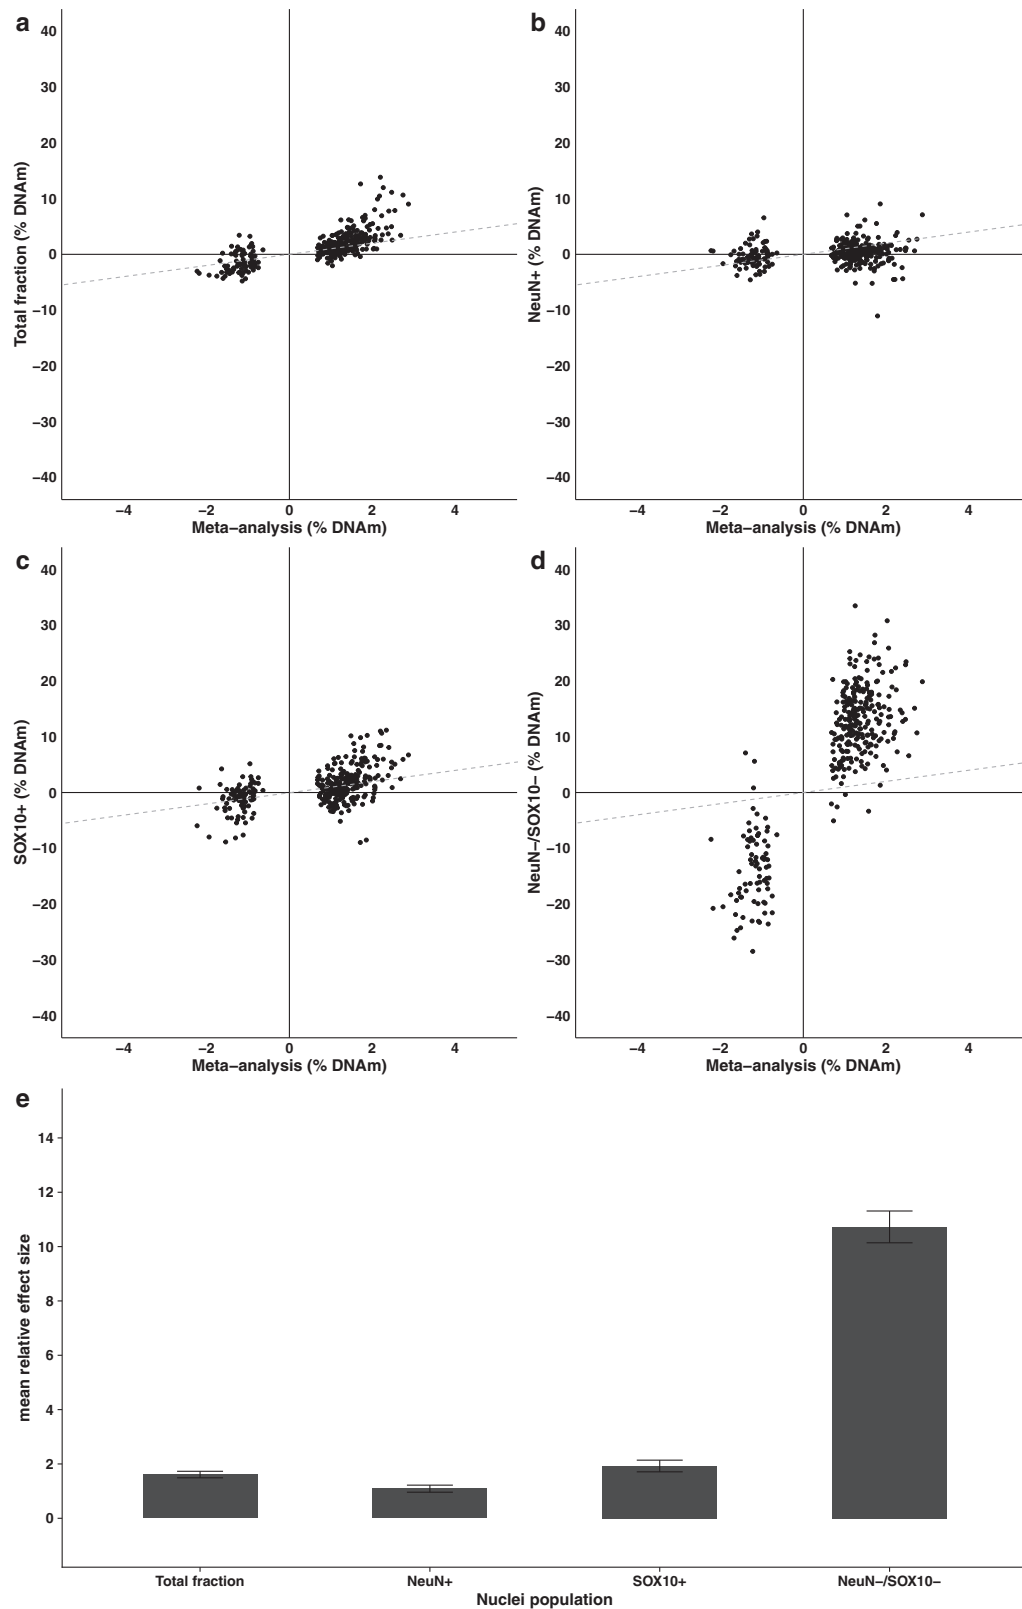 a
40
30
20
10
0
−10
−20
−30
−40
Total fraction (% DNAm)
−4 −2 0 2 4
Meta−analysis (% DNAm)
b
40
30
20
10
0
−10
−20
−30
−40
NeuN+ (% DNAm)
−4 −2 0 2 4
Meta−analysis (% DNAm)
c
40
30
20
10
0
−10
−20
−30
−40
SOX10+ (% DNAm)
−4 −2 0 2 4
Meta−analysis (% DNAm)
d
40
30
20
10
0
−10
−20
−30
−40
NeuN−/SOX10− (% DNAm)
−4 −2 0 2 4
Meta−analysis (% DNAm)
e
14
12
10
8
6
4
2
0
mean relative effect size
Total fraction NeuN+ SOX10+ NeuN−/SOX10−
Nuclei population